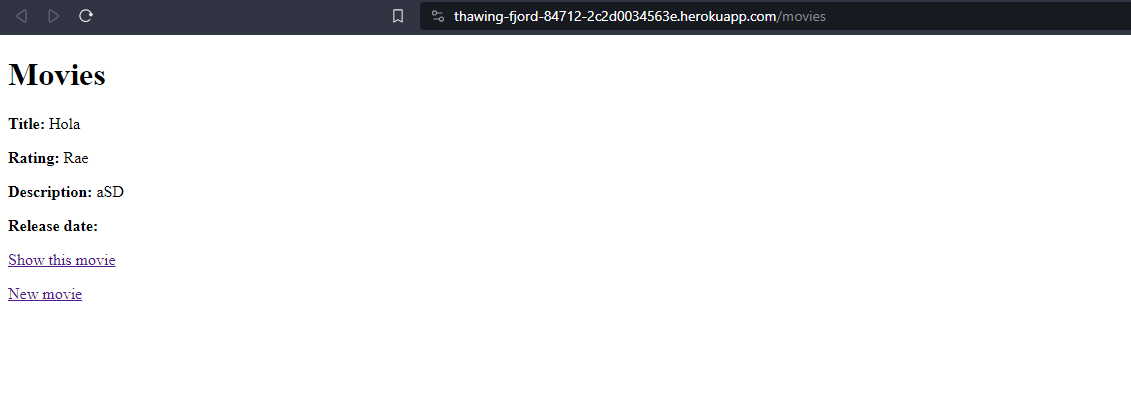 thawing-fjord-84712-2c2d0034563e.herokuapp.com/movies
Movies
Title: Hola
Rating: Rae
Description: aSD
Release date:
Show this movie
New movie